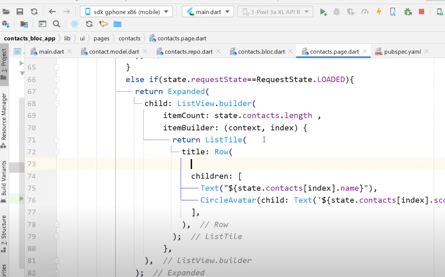 sdk gphone x86 (mobile)
main.dart
3-Pixel 3a XL API R
contacts_bloc_app
lib
ui
pages
contacts
contacts.page.dart
main.dart
contact.model.dart
contacts.repo.dart
contacts.bloc.dart
contacts.page.dart
pubspec.yaml
1: Project
Resource Manager
Build Variants
Z: Structure
65 }
66 else if(state.requestState==RequestState.LOADED){
67 return Expanded(
68 child: ListView.builder(
69 itemCount: state.contacts.length ,
70 itemBuilder: (context, index) {
71 return ListTile(
72 title: Row(
73
74 children: [
75 Text("${state.contacts[index].name}"),
76 CircleAvatar(child: Text('${state.contacts[index].sco
77 ],
78 ), // Row
79 ); // ListTile
80 },
81 ), // ListView.builder
82 ); // Expanded